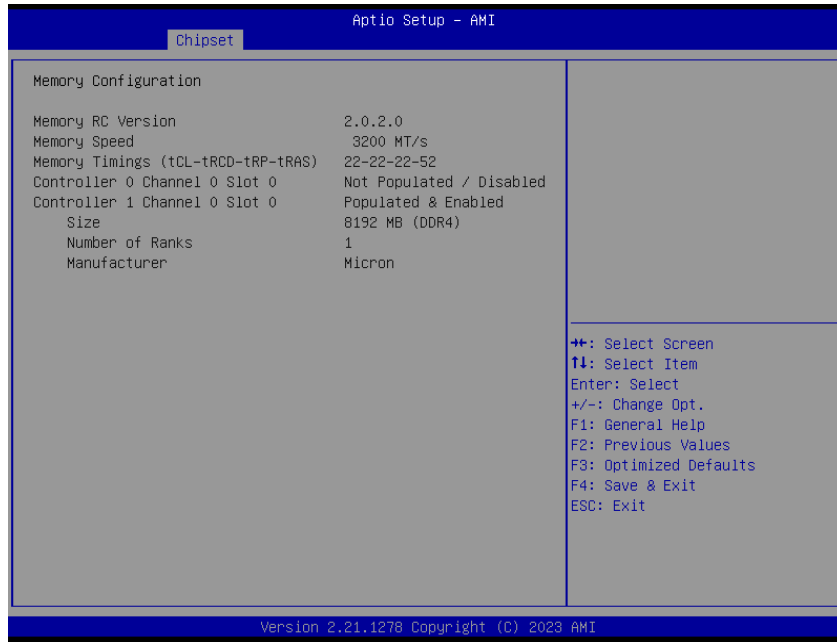 Aptio Setup - AMI
Chipset
Memory Configuration
Memory RC Version 2.0.2.0
Memory Speed 3200 MT/s
Memory Timings (tCL-tRCD-tRP-tRAS) 22-22-22-52
Controller 0 Channel 0 Slot 0 Not Populated / Disabled
Controller 1 Channel 0 Slot 0 Populated & Enabled
Size 8192 MB (DDR4)
Number of Ranks 1
Manufacturer Micron
→←: Select Screen
↑↓: Select Item
Enter: Select
+/-: Change Opt.
F1: General Help
F2: Previous Values
F3: Optimized Defaults
F4: Save & Exit
ESC: Exit
Version 2.21.1278 Copyright (C) 2023 AMI